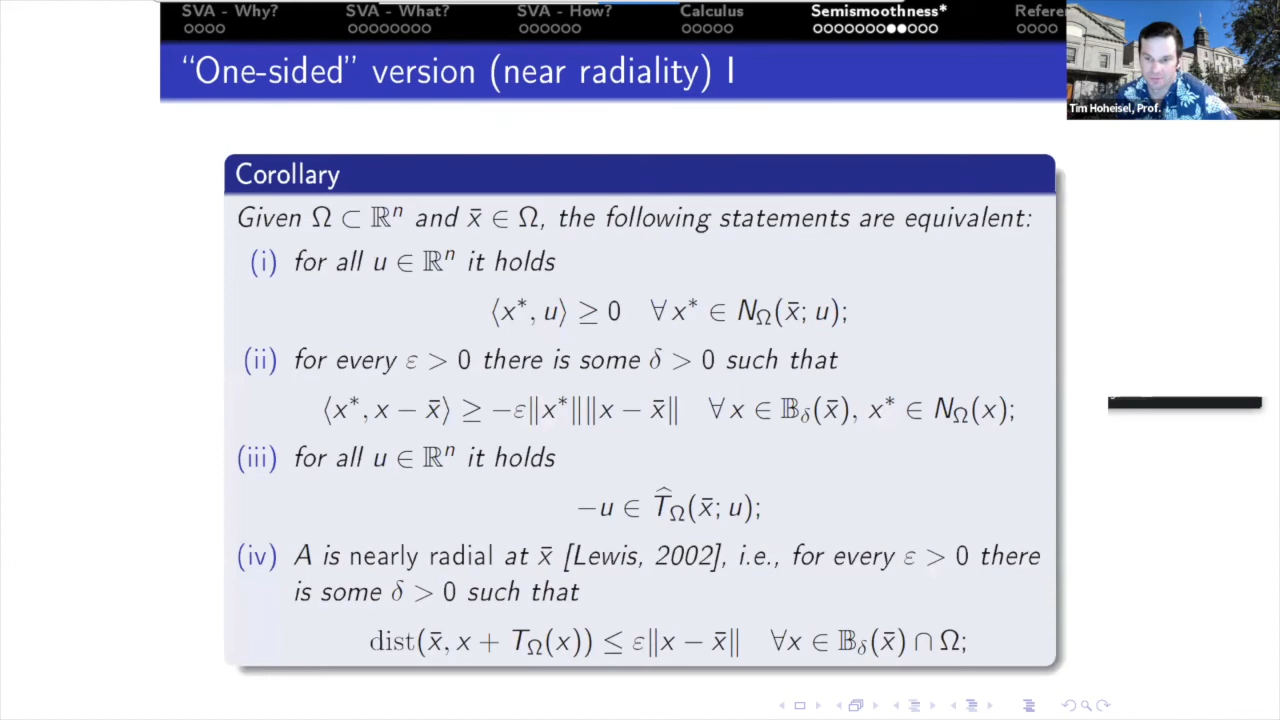 SVA - Why? SVA - What? SVA - How? Calculus Semismoothness* Refere
“One-sided” version (near radiality) I
Tim Hoheisel, Prof.
Corollary
Given Ω ⊂ ℝⁿ and x̄ ∈ Ω, the following statements are equivalent:
(i) for all u ∈ ℝⁿ it holds
⟨x*, u⟩ ≥ 0 ∀ x* ∈ N_Ω(x̄; u);
(ii) for every ε > 0 there is some δ > 0 such that
⟨x*, x − x̄⟩ ≥ −ε‖x*‖‖x − x̄‖ ∀ x ∈ 𝔹_δ(x̄), x* ∈ N_Ω(x);
(iii) for all u ∈ ℝⁿ it holds
−u ∈ T̂_Ω(x̄; u);
(iv) A is nearly radial at x̄ [Lewis, 2002], i.e., for every ε > 0 there
is some δ > 0 such that
dist(x̄, x + T_Ω(x)) ≤ ε‖x − x̄‖ ∀x ∈ 𝔹_δ(x̄) ∩ Ω;